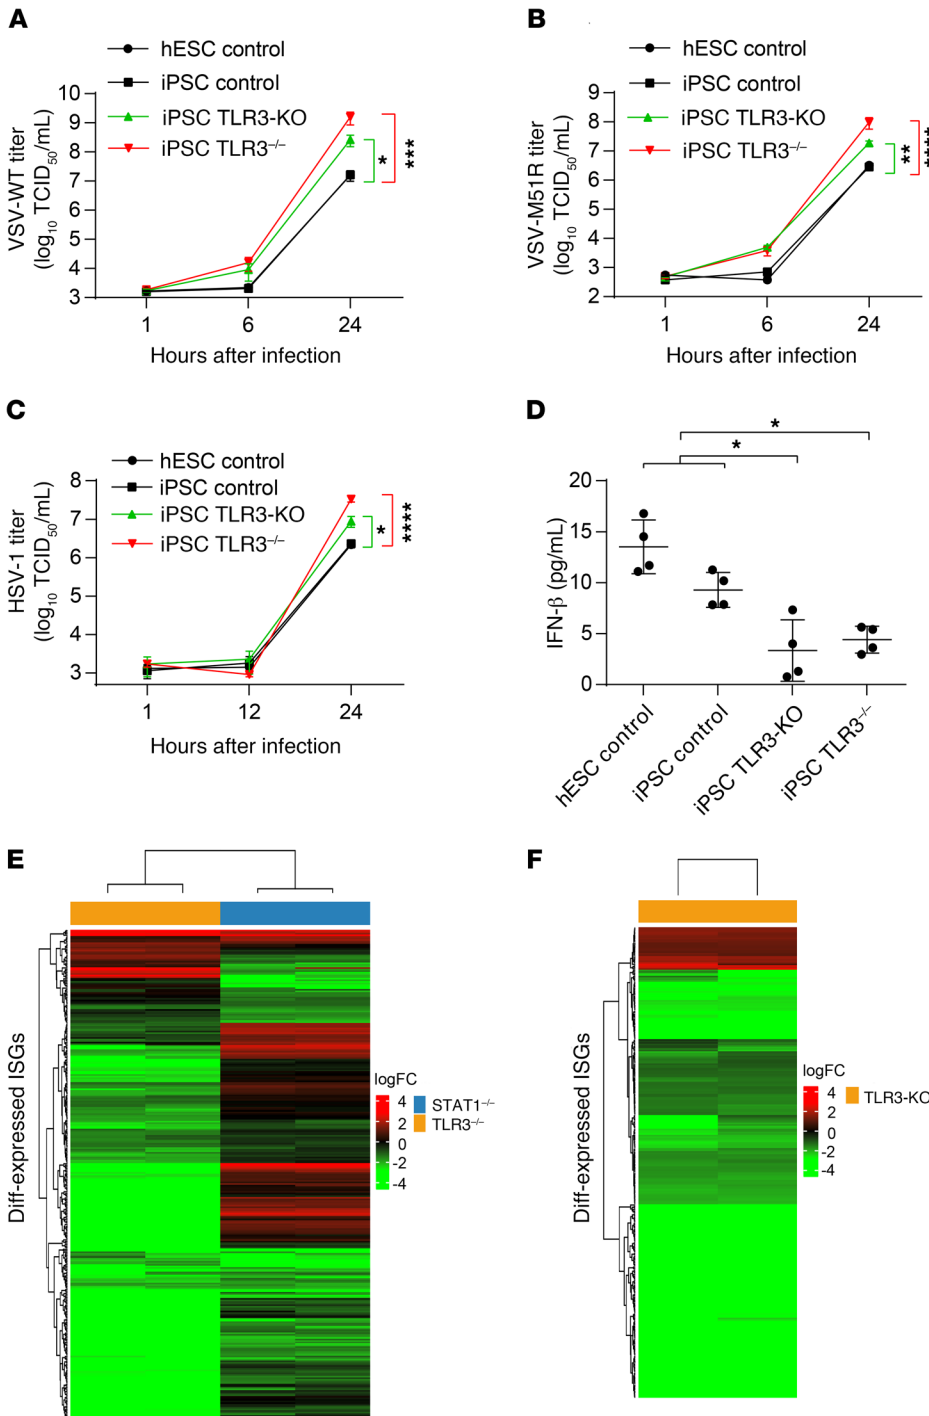 A
hESC control
iPSC control
iPSC TLR3-KO
iPSC TLR3–/–
VSV-WT titer
(log10 TCID50/mL)
10
9
8
7
6
5
4
3
*
***
1
6
24
Hours after infection
B
hESC control
iPSC control
iPSC TLR3-KO
iPSC TLR3–/–
VSV-M51R titer
(log10 TCID50/mL)
9
8
7
6
5
4
3
2
**
****
1
6
24
Hours after infection
C
hESC control
iPSC control
iPSC TLR3-KO
iPSC TLR3–/–
HSV-1 titer
(log10 TCID50/mL)
8
7
6
5
4
3
*
****
1
12
24
Hours after infection
D
*
*
IFN-β (pg/mL)
20
15
10
5
0
hESC control
iPSC control
iPSC TLR3-KO
iPSC TLR3–/–
E
Diff-expressed ISGs
logFC
4
2
0
-2
-4
STAT1–/–
TLR3–/–
F
Diff-expressed ISGs
logFC
4
2
0
-2
-4
TLR3-KO